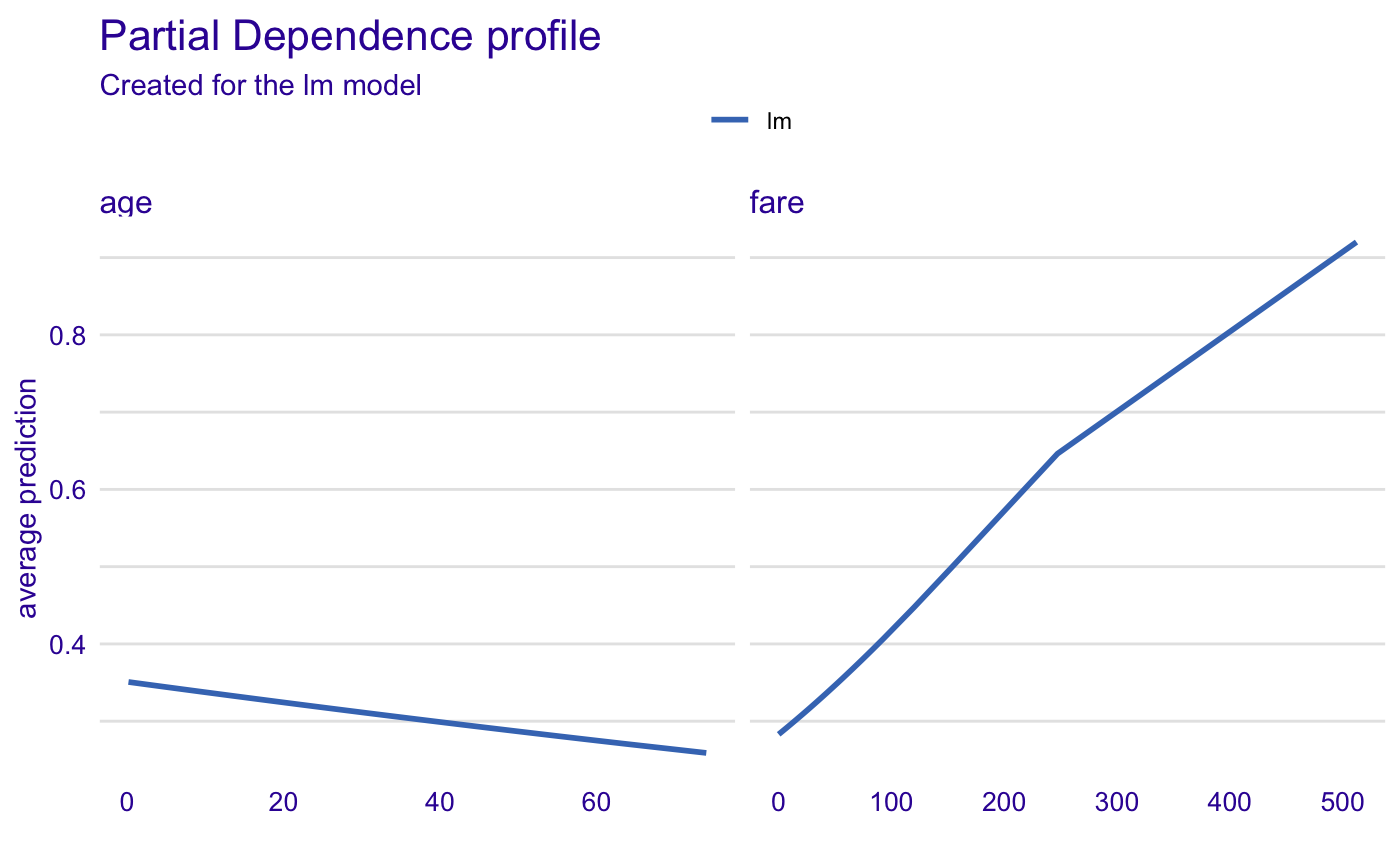 Partial Dependence profile
Created for the lm model
lm
age
fare
average prediction
0.8
0.6
0.4
0 20 40 60
0 100 200 300 400 500